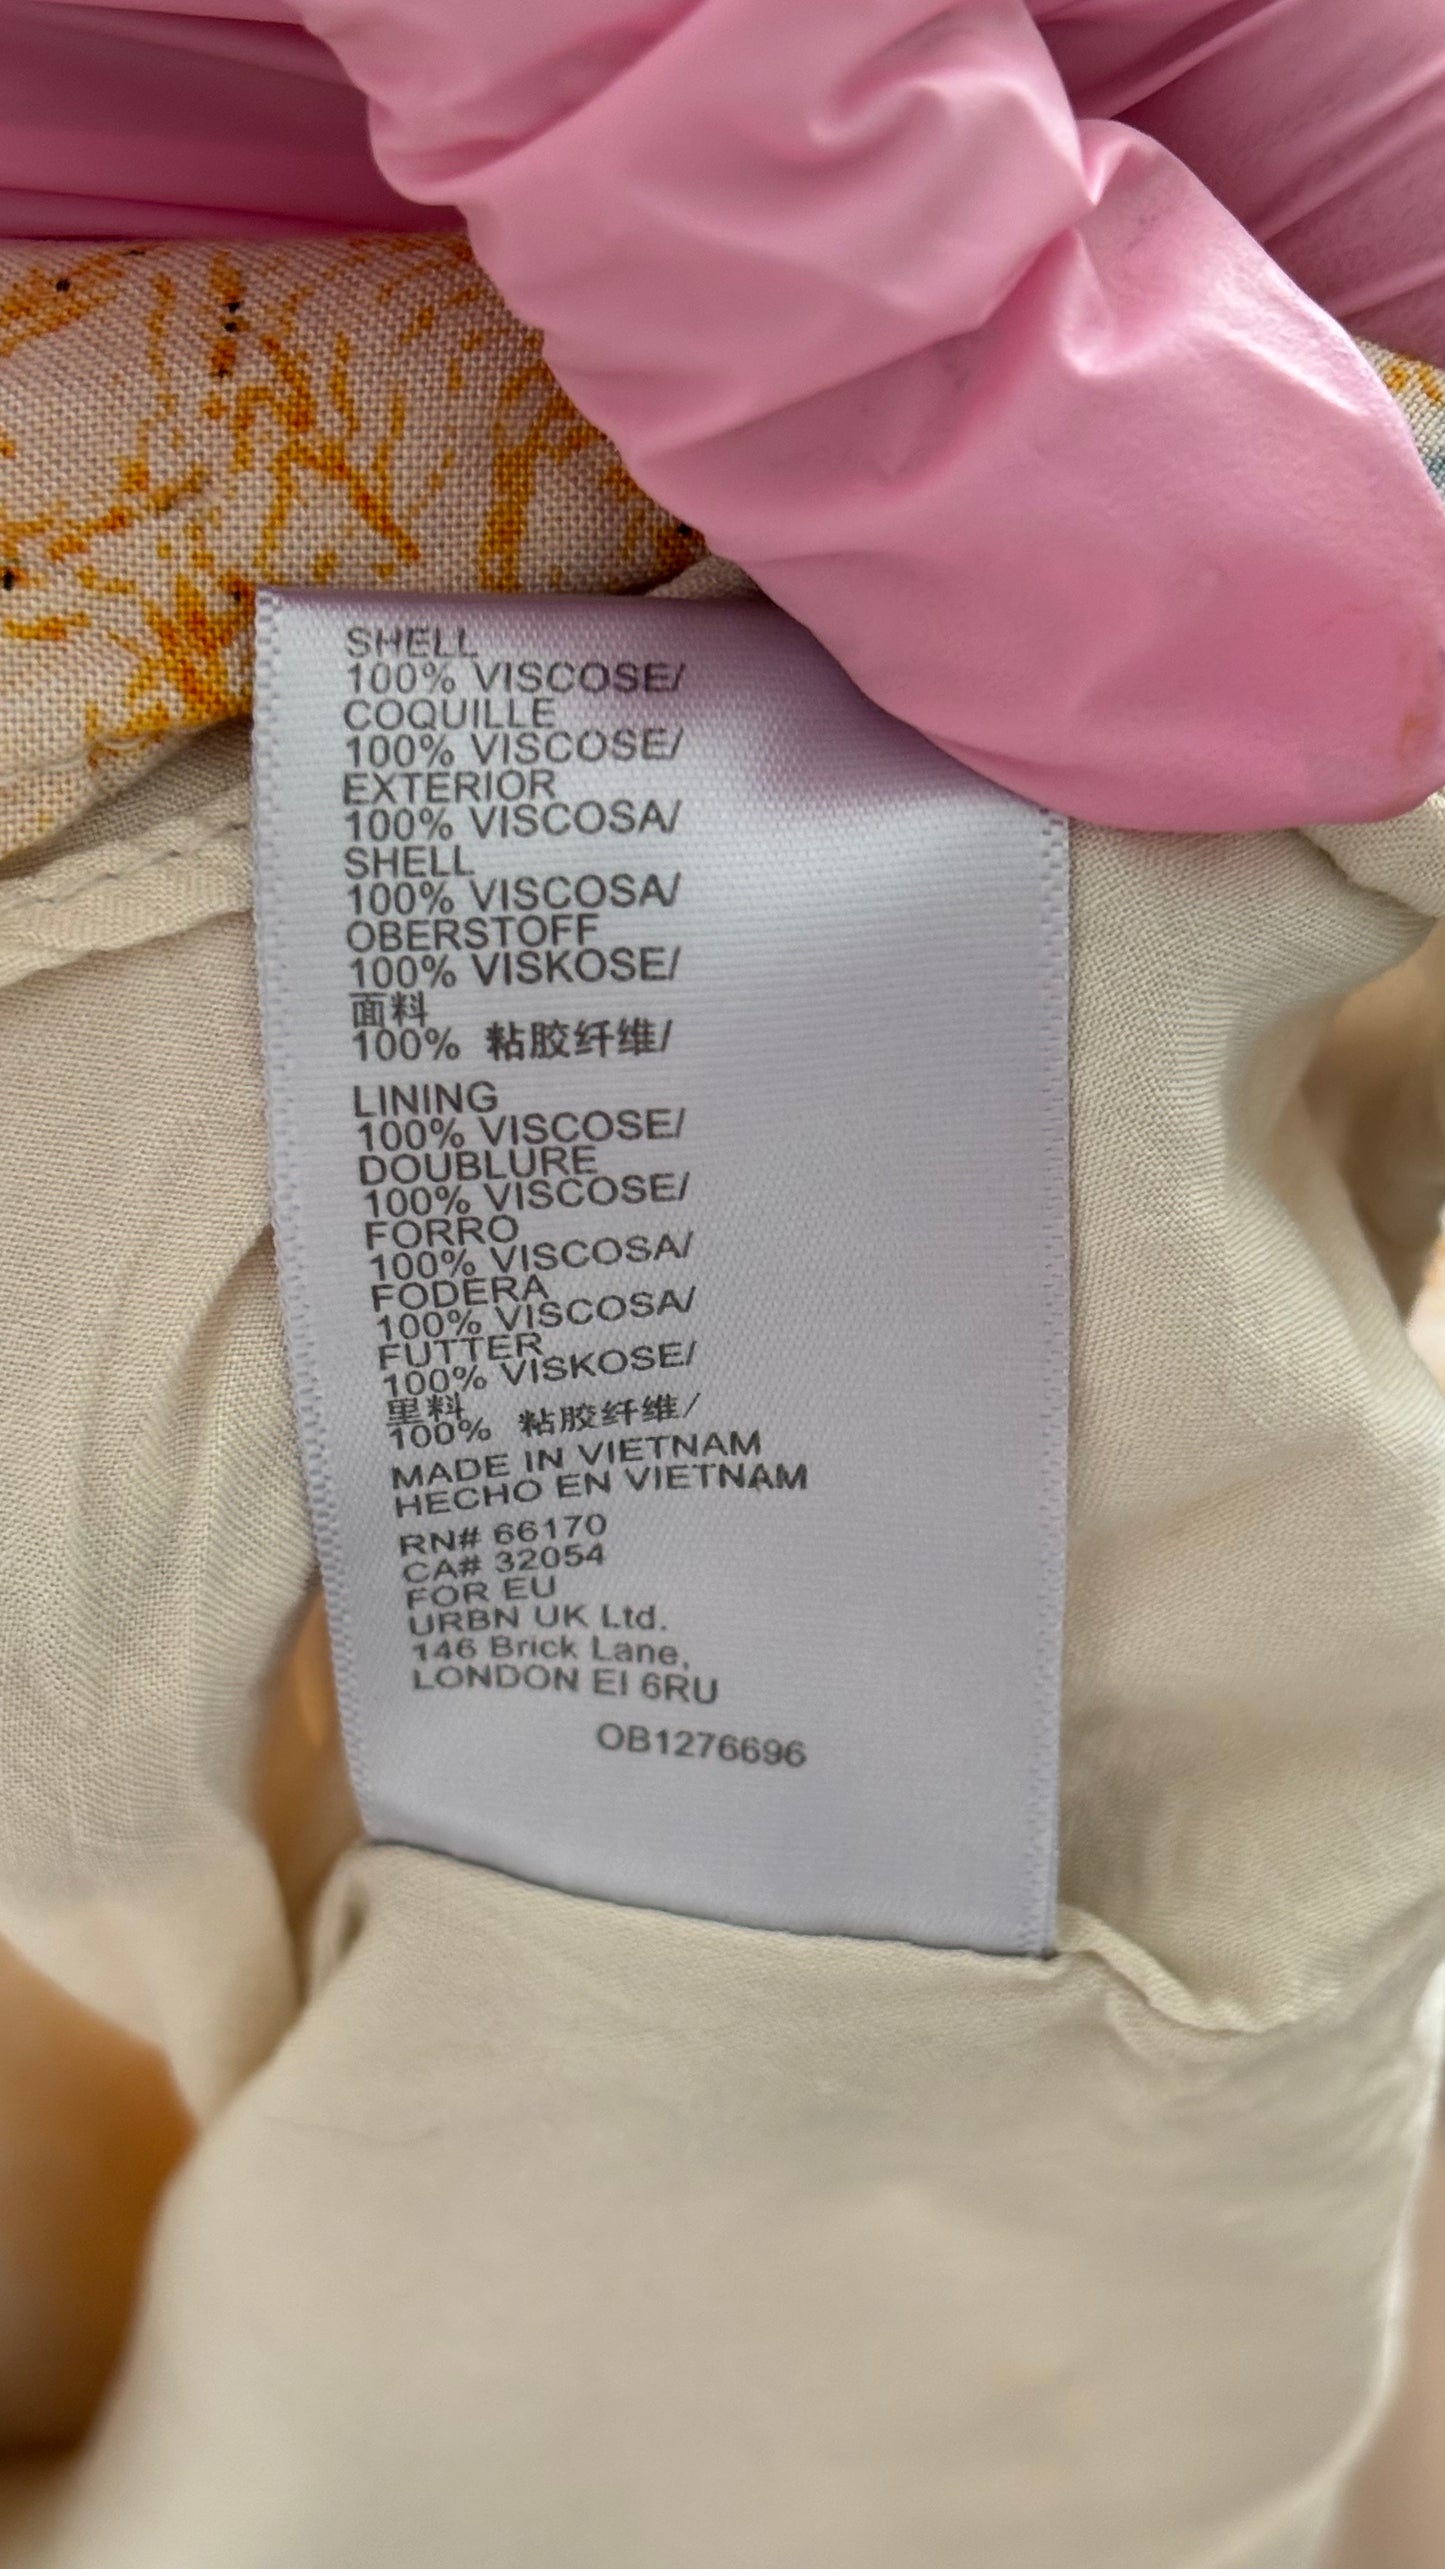 SHELL
100% VISCOSE/
COQUILLE
100% VISCOSE/
EXTERIOR
100% VISCOSA/
SHELL
100% VISCOSA/
OBERSTOFF
100% VISKOSE/
面料
100% 粘胶纤维/
LINING
100% VISCOSE/
DOUBLURE
100% VISCOSE/
FORRO
100% VISCOSA/
FODERA
100% VISCOSA/
FUTTER
100% VISKOSE/
里料
100% 粘胶纤维/
MADE IN VIETNAM
HECHO EN VIETNAM
RN# 66170
CA# 32054
FOR EU
URBN UK Ltd.
146 Brick Lane,
LONDON EI 6RU
OB1276696